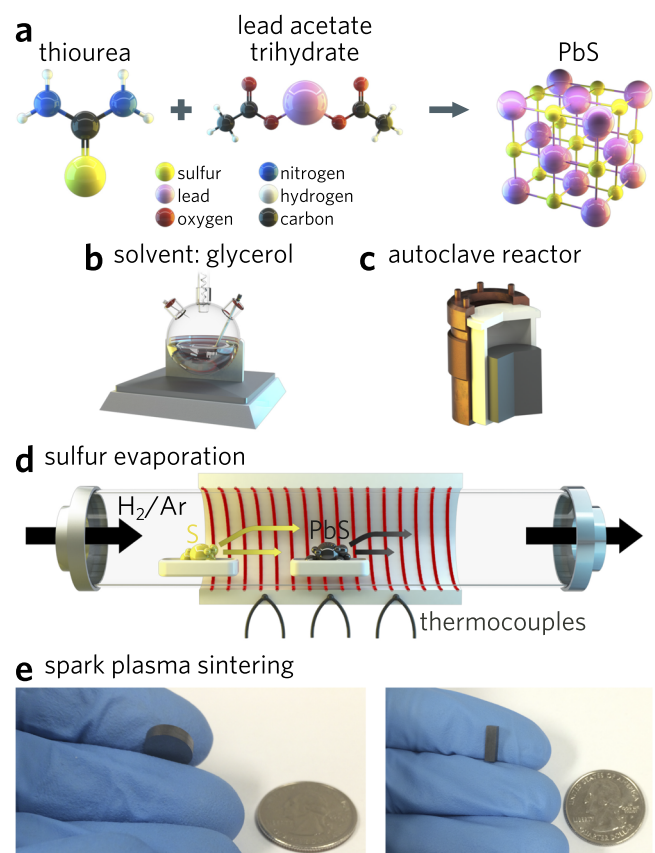 a
thiourea
+
lead acetate
trihydrate
PbS
sulfur
nitrogen
lead
hydrogen
oxygen
carbon
b solvent: glycerol
c autoclave reactor
d sulfur evaporation
H₂/Ar
S
PbS
thermocouples
e spark plasma sintering